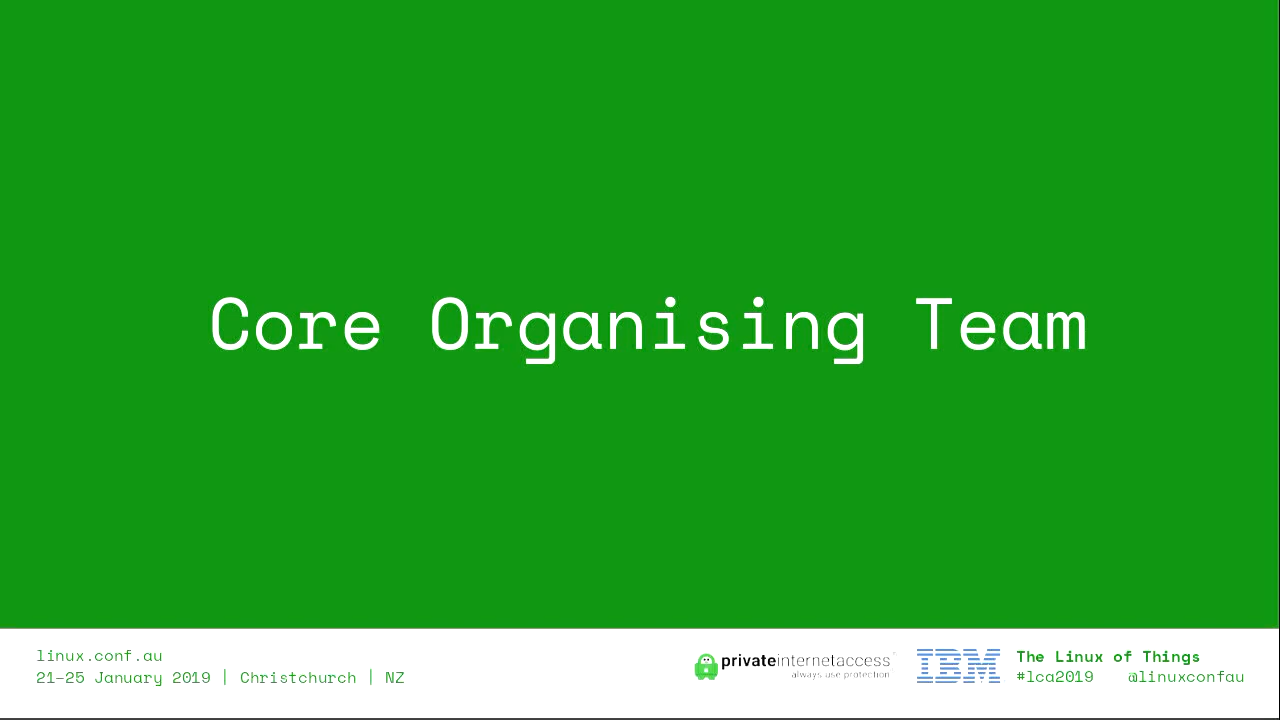 Core Organising Team
linux.conf.au
21-25 January 2019 | Christchurch | NZ
privateinternetaccess
always use protection
IBM
The Linux of Things
#lca2019 @linuxconfau